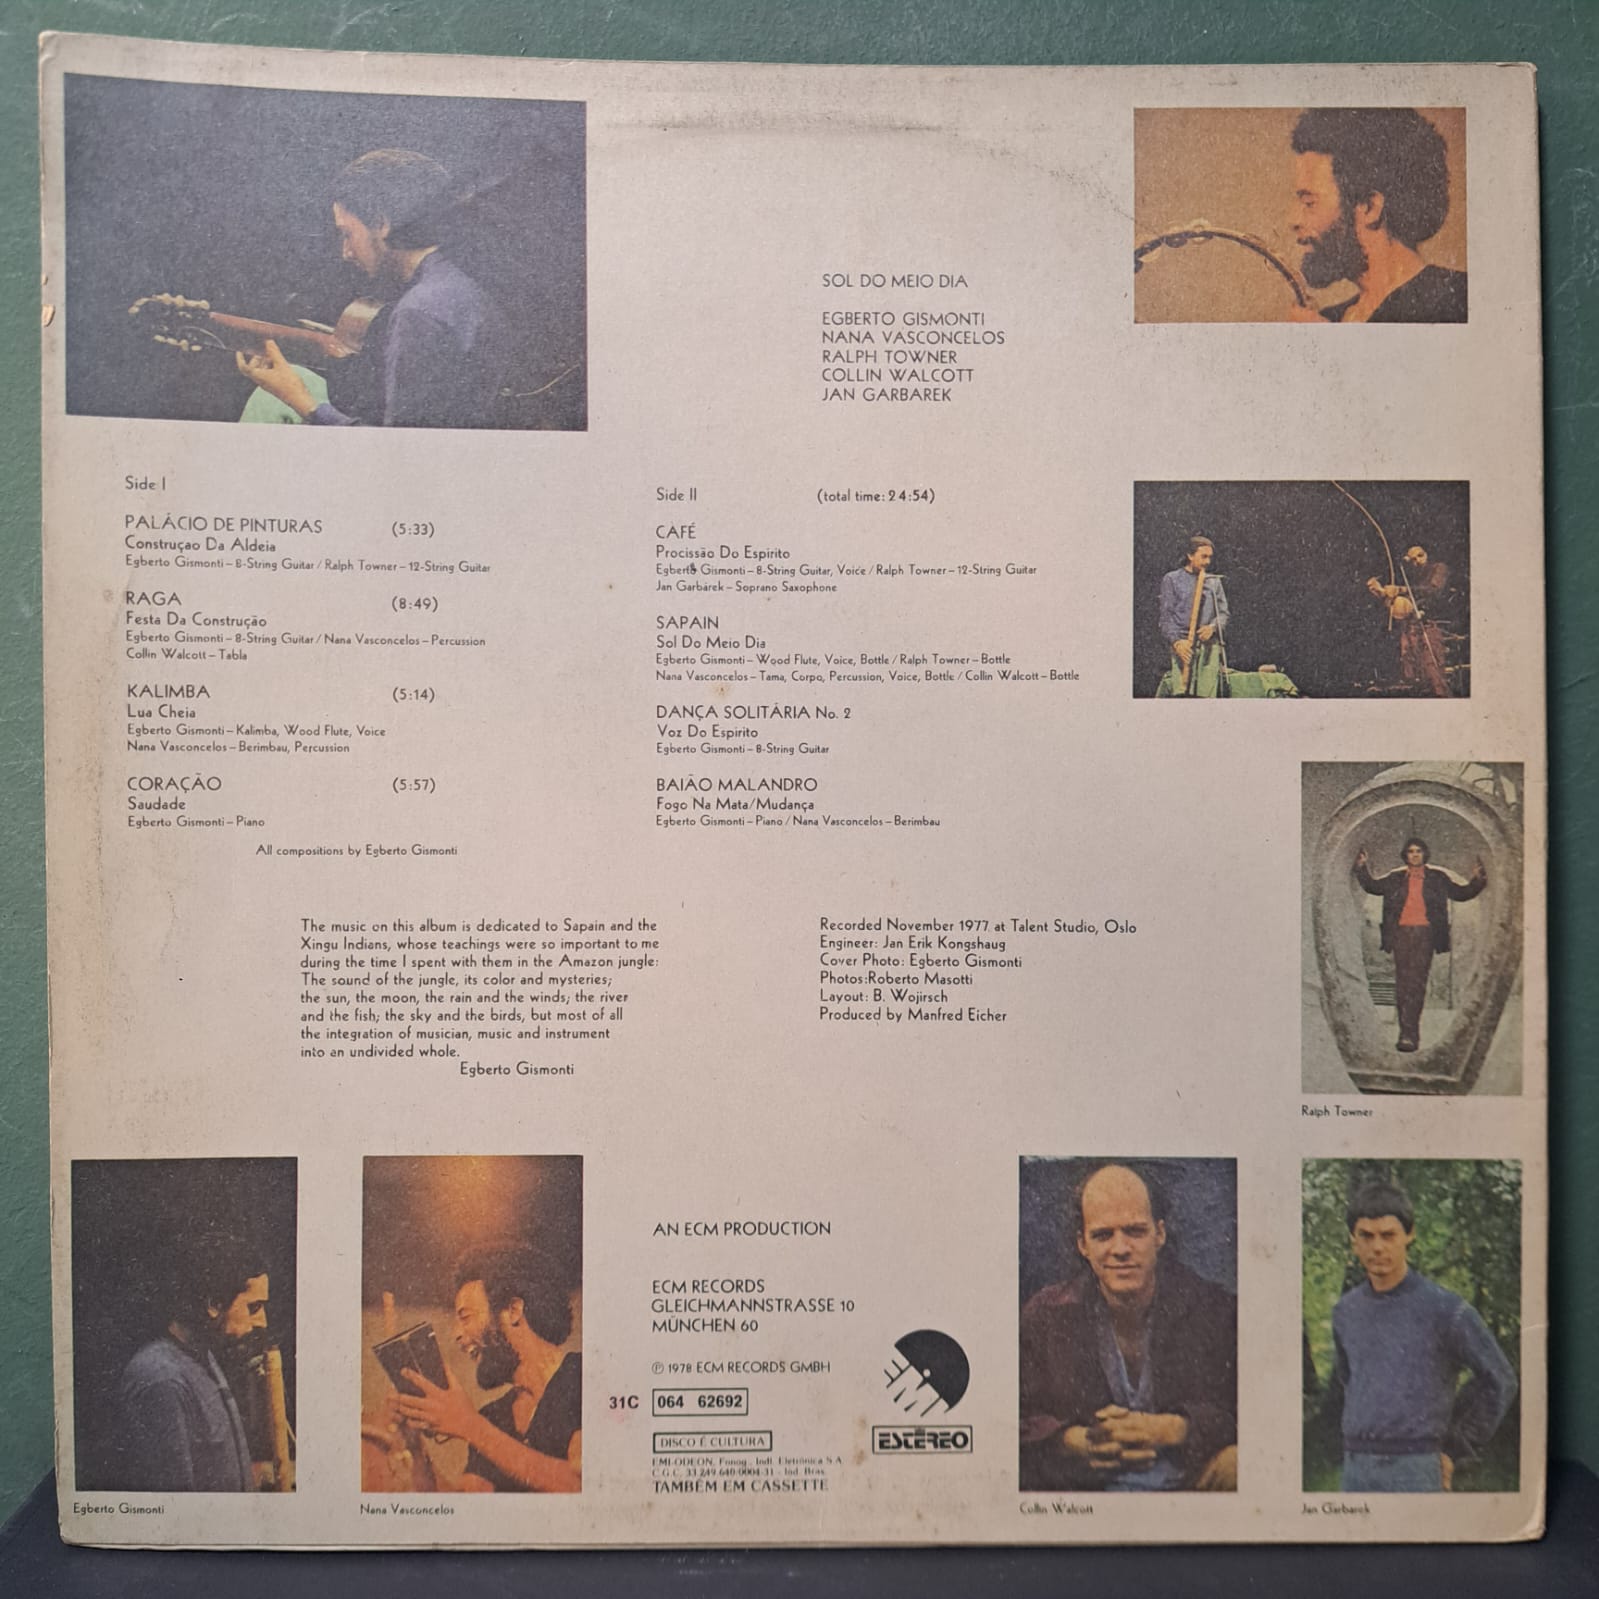 SOL DO MEIO DIA
EGBERTO GISMONTI
NANA VASCONCELOS
RALPH TOWNER
COLLIN WALCOTT
JAN GARBAREK
Side I
PALÁCIO DE PINTURAS (5:33)
Construçao Da Aldeia
Egberto Gismonti – 8-String Guitar / Ralph Towner – 12-String Guitar
RAGA (8:49)
Festa Da Construção
Egberto Gismonti – 8-String Guitar / Nana Vasconcelos – Percussion
Collin Walcott – Tabla
KALIMBA (5:14)
Lua Cheia
Egberto Gismonti – Kalimba, Wood Flute, Voice
Nana Vasconcelos – Berimbau, Percussion
CORAÇÃO (5:57)
Saudade
Egberto Gismonti – Piano
All compositions by Egberto Gismonti
Side II (total time: 24:54)
CAFÉ
Procissão Do Espirito
Egberto Gismonti – 8-String Guitar, Voice / Ralph Towner – 12-String Guitar
Jan Garbarek – Soprano Saxophone
SAPAIN
Sol Do Meio Dia
Egberto Gismonti – Wood Flute, Voice, Bottle / Ralph Towner – Bottle
Nana Vasconcelos – Tama, Corpo, Percussion, Voice, Bottle / Collin Walcott – Bottle
DANÇA SOLITÁRIA No. 2
Voz Do Espirito
Egberto Gismonti – 8-String Guitar
BAIÃO MALANDRO
Fogo Na Mata/Mudança
Egberto Gismonti – Piano / Nana Vasconcelos – Berimbau
The music on this album is dedicated to Sapain and the
Xingu Indians, whose teachings were so important to me
during the time I spent with them in the Amazon jungle:
The sound of the jungle, its color and mysteries;
the sun, the moon, the rain and the winds; the river
and the fish; the sky and the birds, but most of all
the integration of musician, music and instrument
into an undivided whole.
Egberto Gismonti
Recorded November 1977 at Talent Studio, Oslo
Engineer: Jan Erik Kongshaug
Cover Photo: Egberto Gismonti
Photos:Roberto Masotti
Layout: B. Wojirsch
Produced by Manfred Eicher
Ralph Towner
AN ECM PRODUCTION
ECM RECORDS
GLEICHMANNSTRASSE 10
MÜNCHEN 60
℗ 1978 ECM RECORDS GMBH
31C 064 62692
EMI
ESTÉREO
DISCO É CULTURA
EMI-ODEON, Fonog., Indl. Eletrônica S.A.
C.G.C. 33.249.640/0004-31 - Ind. Bras.
TAMBÉM EM CASSETTE
Egberto Gismonti
Nana Vasconcelos
Collin Walcott
Jan Garbarek